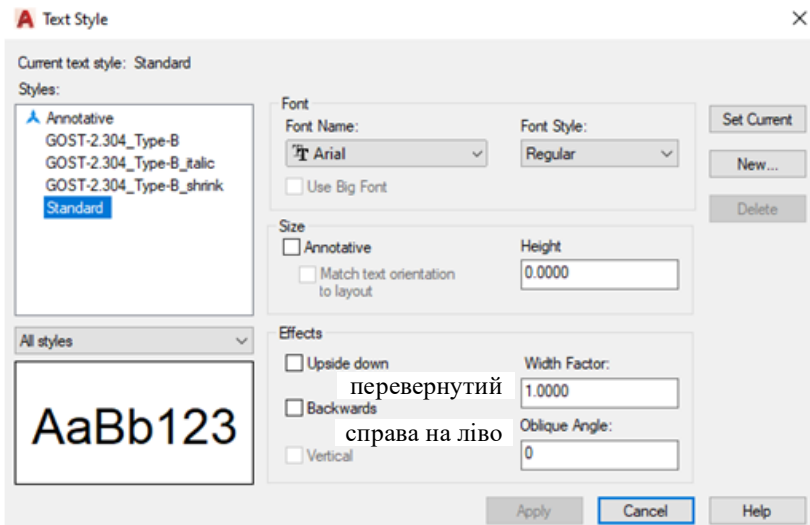 Text Style
Current text style: Standard
Styles:
Annotative
GOST-2.304_Type-B
GOST-2.304_Type-B_italic
GOST-2.304_Type-B_shrink
Standard
All styles
AaBb123
Font
Font Name:
Font Style:
Arial
Regular
Use Big Font
Size
Annotative
Height
Match text orientation
to layout
0.0000
Effects
Upside down
Width Factor:
перевернутий
1.0000
Backwards
Oblique Angle:
справа на ліво
0
Vertical
Set Current
New...
Delete
Apply
Cancel
Help